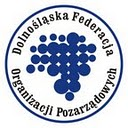 Dolnośląska Federacja
Organizacji Pozarządowych